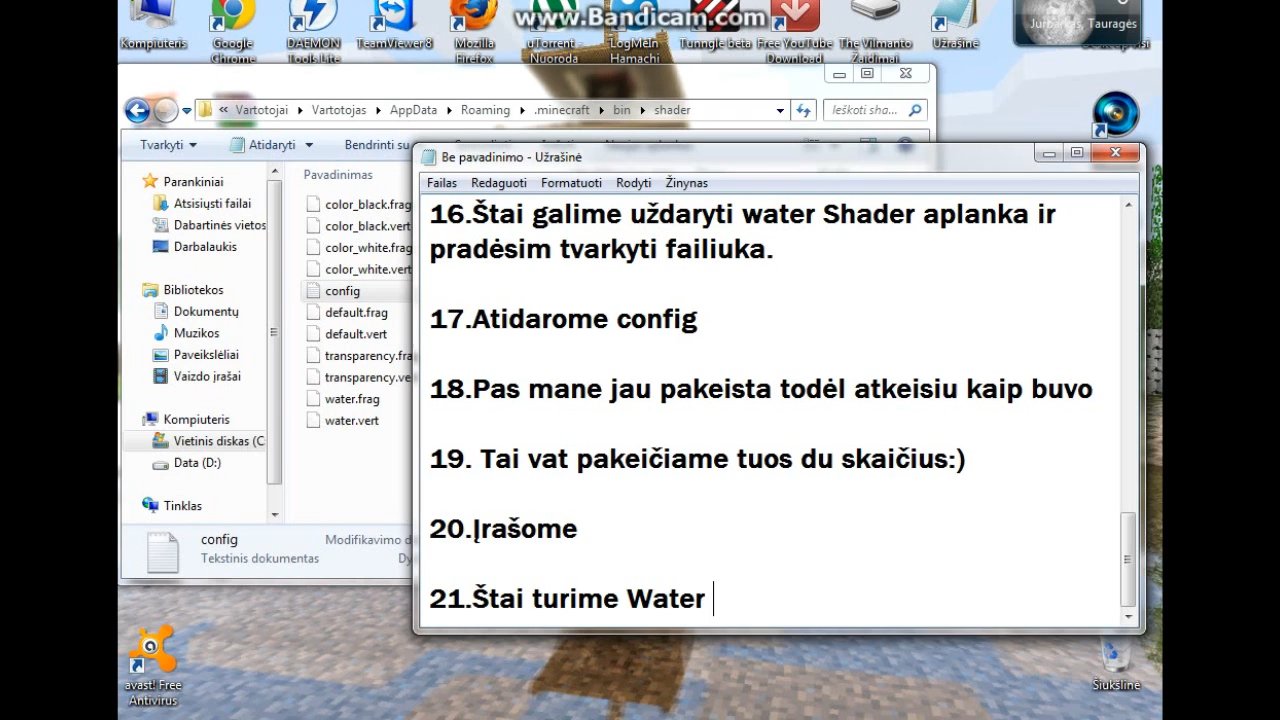 www.Bandicam.com
Kompiuteris
Google Chrome
DAEMON Tools Lite
TeamViewer 8
Mozilla Firefox
uTorrent - Nuoroda
LogMeIn Hamachi
Tunngle beta
Free YouTube Download
The Vilmanto Žaidimai
Užrašinė
Jurbarkas, Tauragės
« Vartotojai Vartotojas AppData Roaming .minecraft bin shader
Ieškoti sha...
Tvarkyti Atidaryti Bendrinti su
Parankiniai
Atsisiųsti failai
Dabartinės vietos
Darbalaukis
Bibliotekos
Dokumentų
Muzikos
Paveikslėliai
Vaizdo įrašai
Kompiuteris
Vietinis diskas (C
Data (D:)
Tinklas
Pavadinimas
color_black.frag
color_black.vert
color_white.frag
color_white.vert
config
default.frag
default.vert
transparency.fra
transparency.ve
water.frag
water.vert
config Modifikavimo d
Tekstinis dokumentas Dy
Be pavadinimo - Užrašinė
Failas Redaguoti Formatuoti Rodyti Žinynas
16.Štai galime uždaryti water Shader aplanka ir
pradėsim tvarkyti failiuka.
17.Atidarome config
18.Pas mane jau pakeista todėl atkeisiu kaip buvo
19. Tai vat pakeičiame tuos du skaičius:)
20.Įrašome
21.Štai turime Water
avast! Free
Antivirus
Šiukšlinė